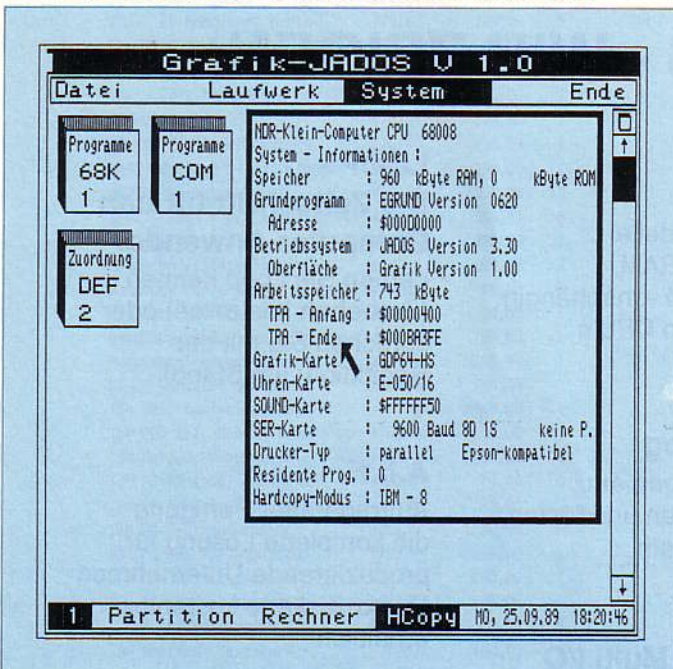 Grafik-JADOS V 1.0
Datei Laufwerk System Ende
Programme
68K
1
Programme
COM
1
Zuordnung
DEF
2
NDR-Klein-Computer CPU 68008
System - Informationen :
Speicher : 960 kByte RAM, 0 kByte ROM
Grundprogramm : EGRUND Version 0620
Adresse : $000D0000
Betriebssystem : JADOS Version 3.30
Oberfläche : Grafik Version 1.00
Arbeitsspeicher : 743 kByte
TPA - Anfang : $00000400
TPA - Ende : $000BA3FE
Grafik-Karte : GDP64-HS
Uhren-Karte : E-050/16
SOUND-Karte : $FFFFFF50
SER-Karte : 9600 Baud 8D 1S keine P.
Drucker-Typ : parallel Epson-kompatibel
Residente Prog. : 0
Hardcopy-Modus : IBM - 8
1 Partition Rechner HCopy MO, 25.09.89 18:20:46